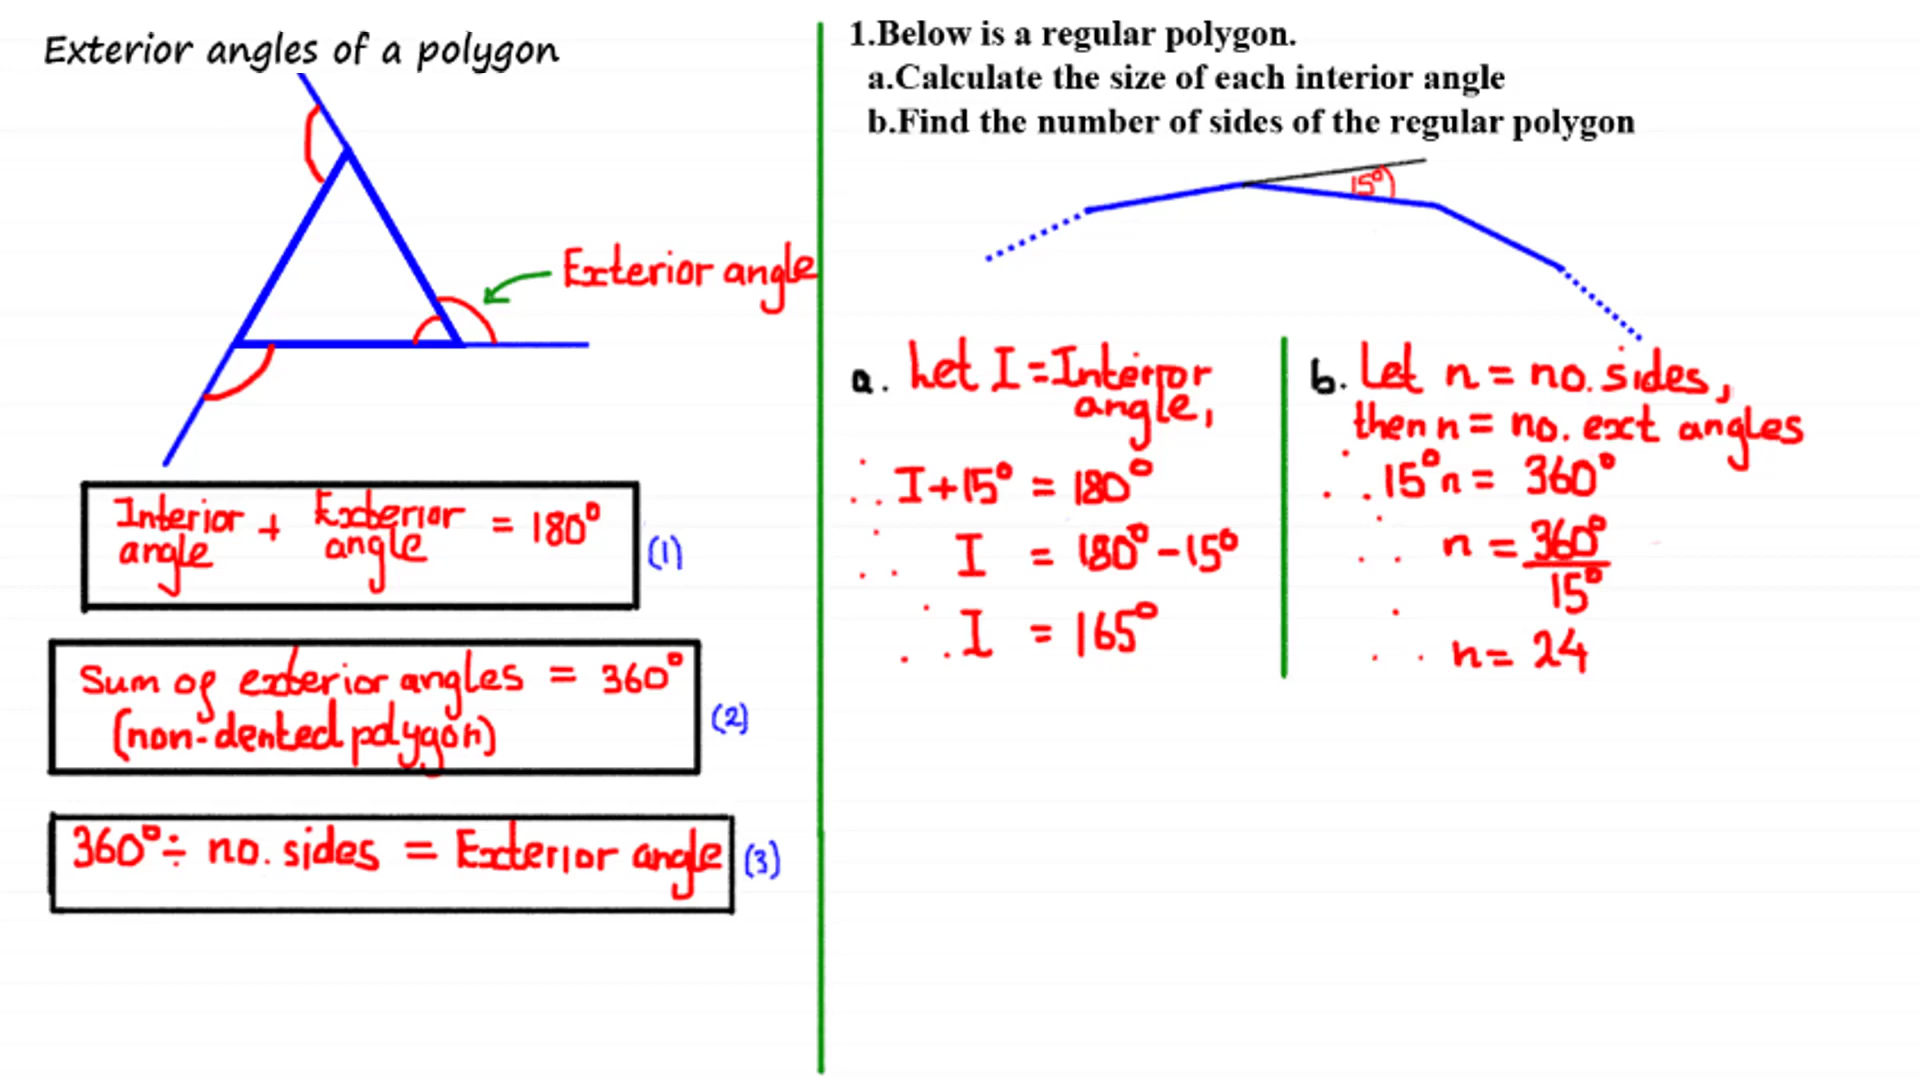 Exterior angles of a polygon
Exterior angle
Interior angle + Exterior angle = 180° (1)
Sum of exterior angles = 360°
(non-dented polygon) (2)
360° ÷ no. sides = Exterior angle (3)
1.Below is a regular polygon.
a.Calculate the size of each interior angle
b.Find the number of sides of the regular polygon
15°
a. Let I = Interior
angle,
∴ I + 15° = 180°
∴ I = 180° - 15°
∴ I = 165°
b. Let n = no. sides,
then n = no. ext angles
∴ 15°n = 360°
∴ n = 360°
15°
∴ n = 24